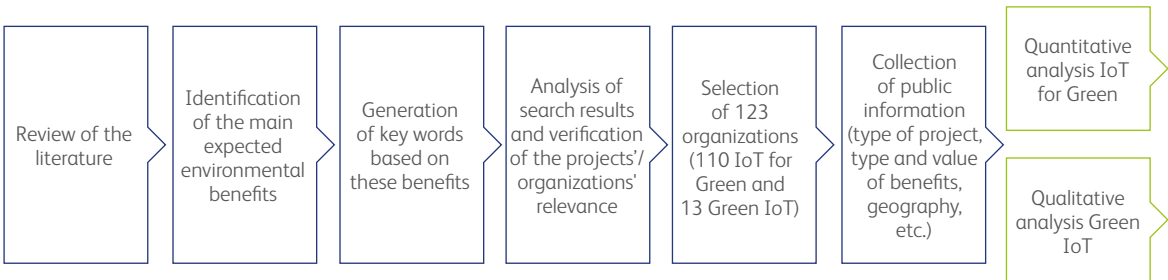 Review of the
literature
Identification
of the main
expected
environmental
benefits
Generation
of key words
based on
these benefits
Analysis of
search results
and verification
of the projects'/
organizations'
relevance
Selection
of 123
organizations
(110 IoT for
Green and
13 Green IoT)
Collection
of public
information
(type of project,
type and value
of benefits,
geography,
etc.)
Quantitative
analysis IoT
for Green
Qualitative
analysis Green
IoT